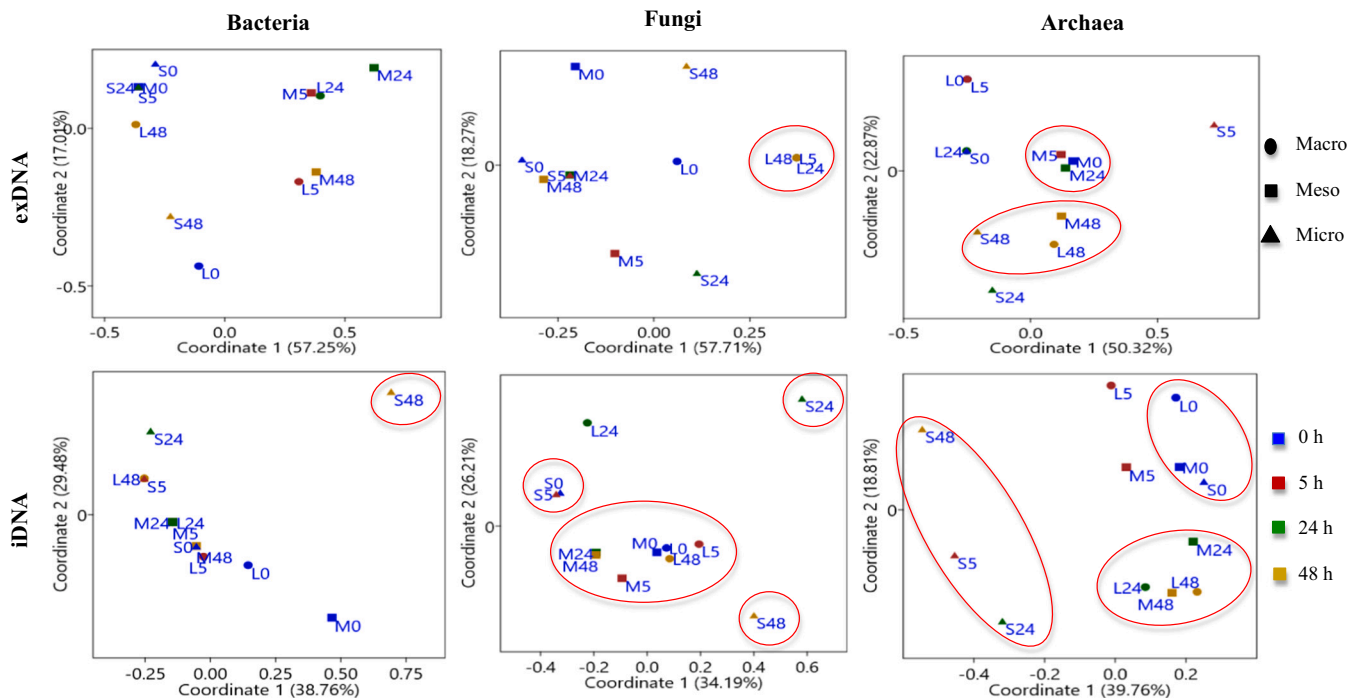 Bacteria
Fungi
Archaea
exDNA
Coordinate 2 (17.01%)
0.0
-0.5
S0
S24 M0
S5
L48
M24
M5 L24
M48
L5
S48
L0
-0.5
0.0
0.5
Coordinate 1 (57.25%)
Coordinate 2 (18.27%)
0
M0
S48
S0
S5 M24
M48
L0
L48 L5
L24
M5
S24
-0.25
0.00
0.25
Coordinate 1 (57.71%)
Coordinate 2 (22.87%)
0
L0 L5
S5
L24 S0
M5 M0
M24
M48
S48
L48
S24
-0.5
0.0
0.5
Coordinate 1 (50.32%)
Macro
Meso
Micro
iDNA
Coordinate 2 (29.48%)
0
S48
S24
L48 S5
M24 L24
M5
S0 M48
L5
L0
M0
-0.25
0.00
0.25
0.50
0.75
Coordinate 1 (38.76%)
Coordinate 2 (26.21%)
0
S24
L24
S0
S5
M24
M48
M0 L0 L5
L48
M5
S48
-0.4
-0.2
0.0
0.2
0.4
0.6
Coordinate 1 (34.19%)
Coordinate 2 (18.81%)
0
L5
L0
S48
M5
M0
S0
S5
M24
L24 L48
M48
S24
-0.4
-0.2
0.0
0.2
Coordinate 1 (39.76%)
0 h
5 h
24 h
48 h